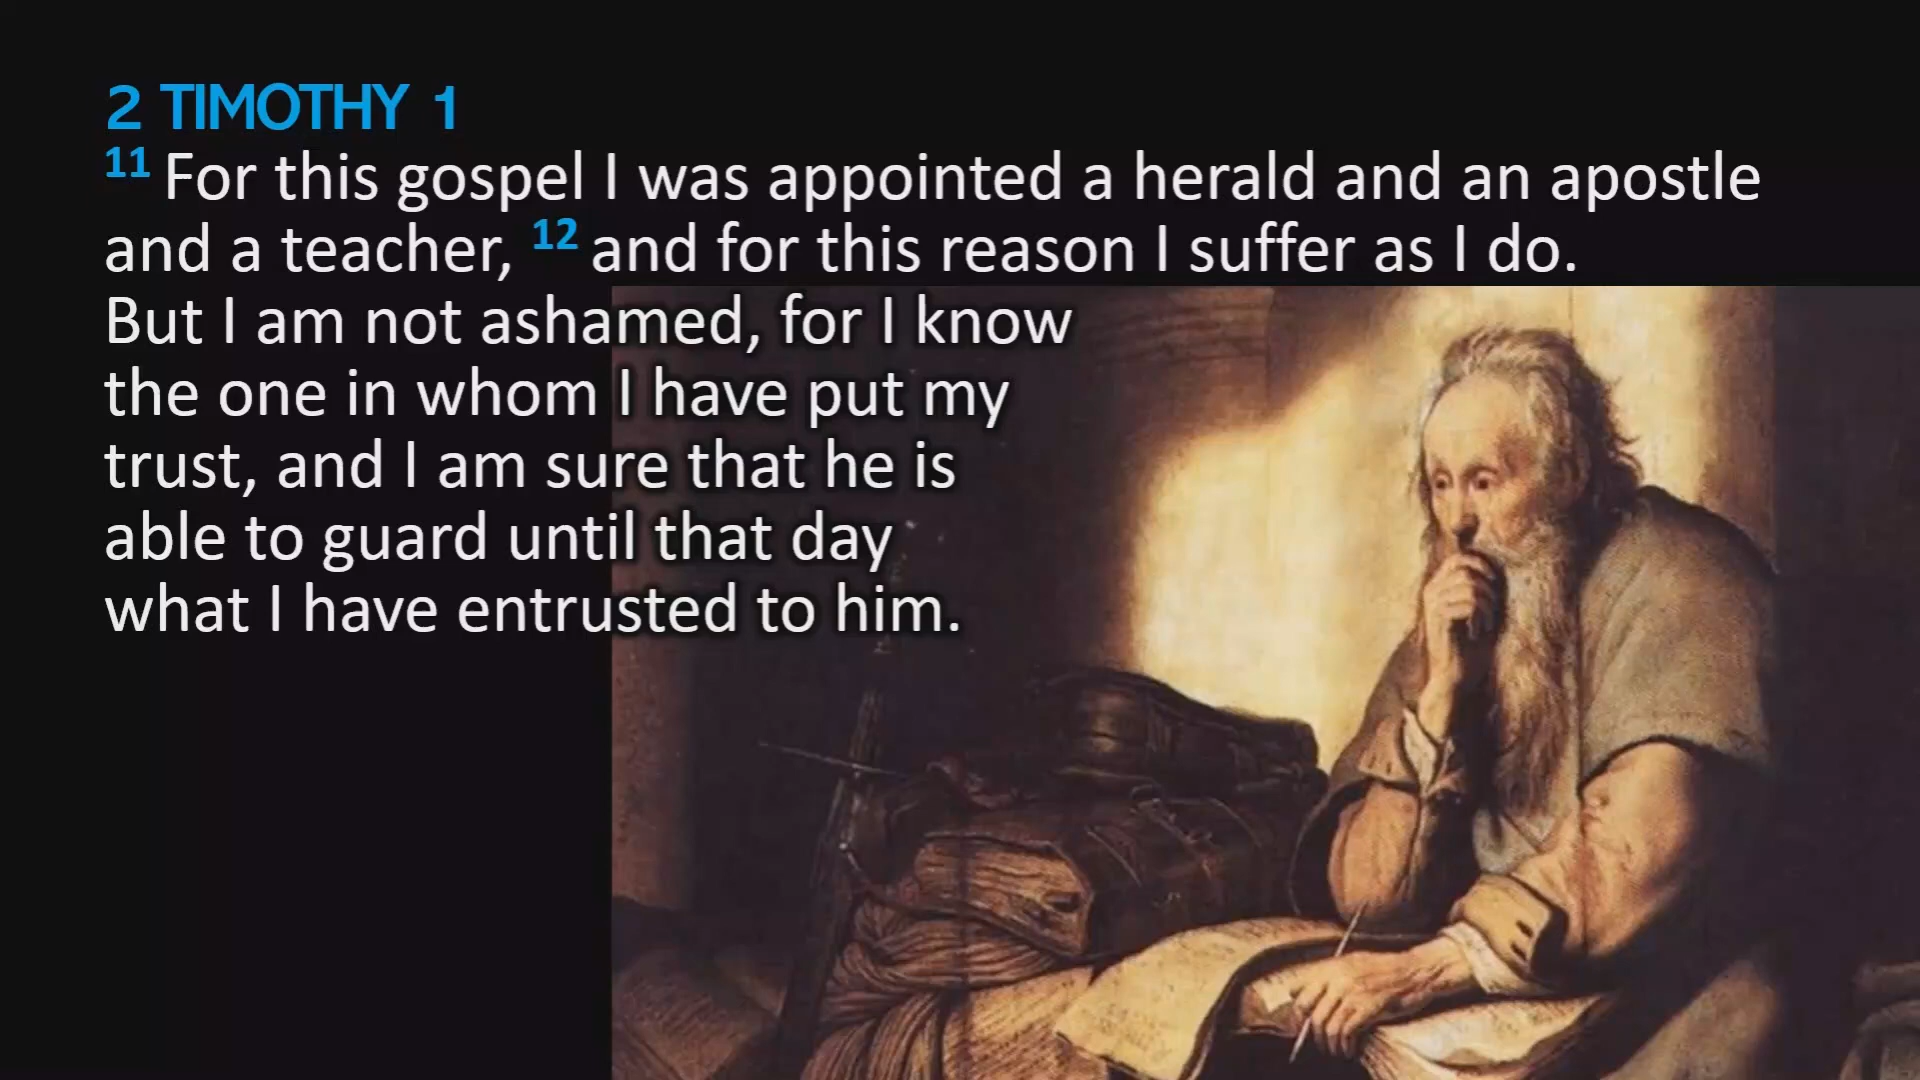 2 TIMOTHY 1
11 For this gospel I was appointed a herald and an apostle
and a teacher, 12 and for this reason I suffer as I do.
But I am not ashamed, for I know
the one in whom I have put my
trust, and I am sure that he is
able to guard until that day
what I have entrusted to him.